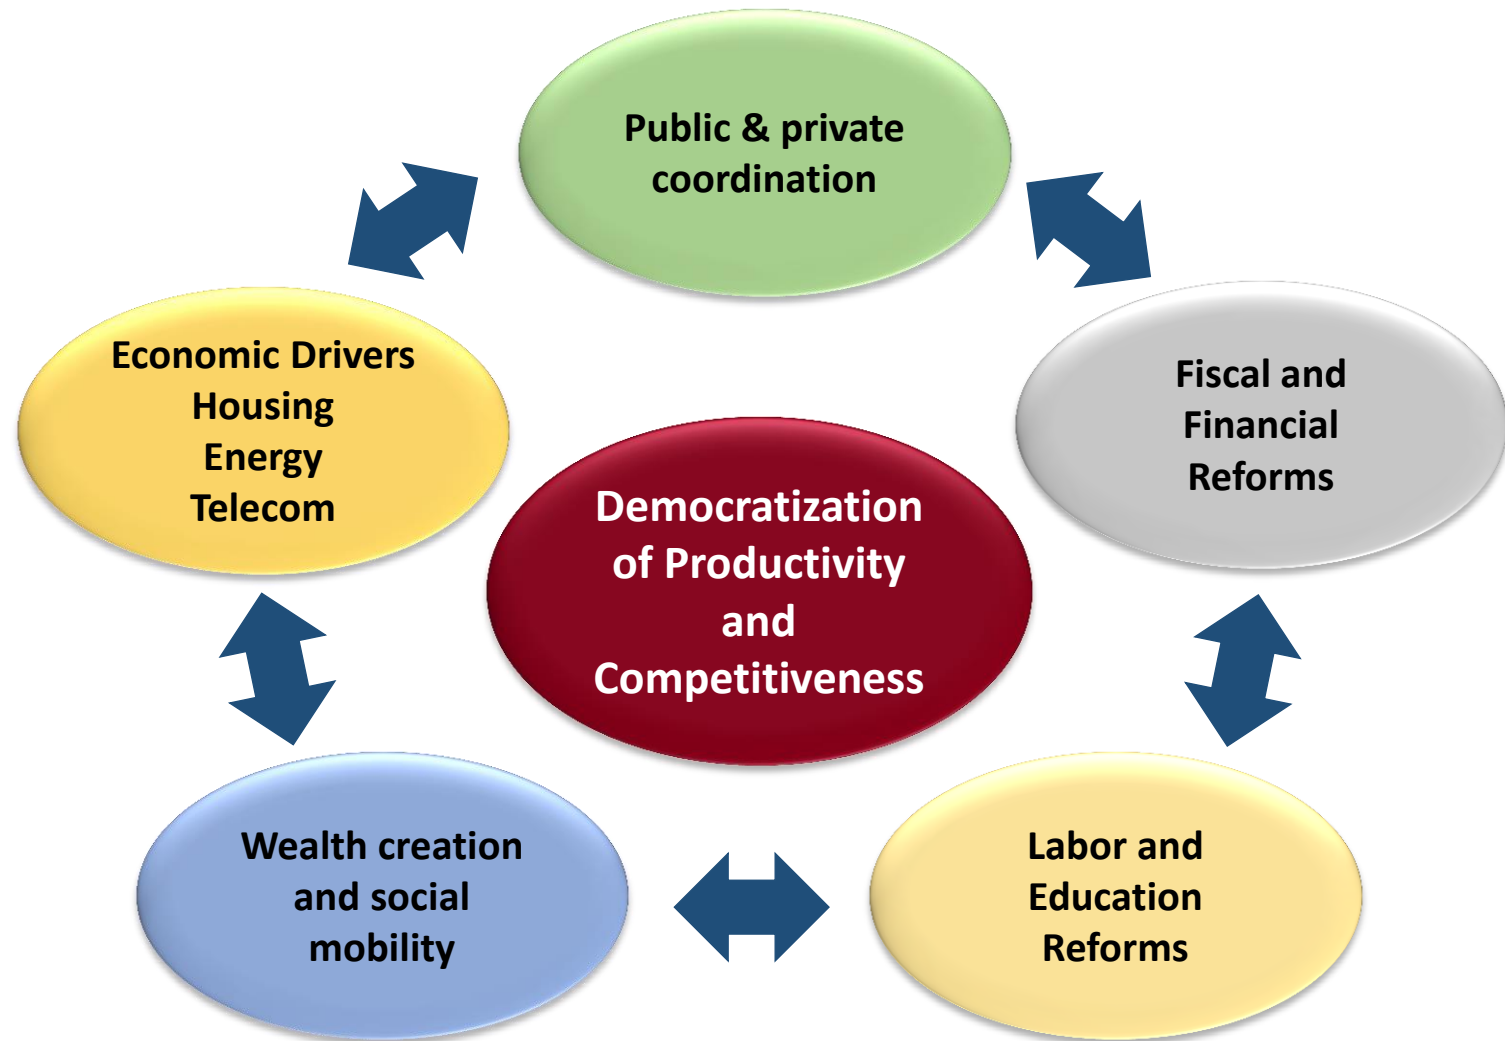 Public & private
coordination
Economic Drivers
Housing
Energy
Telecom
Fiscal and
Financial
Reforms
Democratization
of Productivity
and
Competitiveness
Wealth creation
and social
mobility
Labor and
Education
Reforms